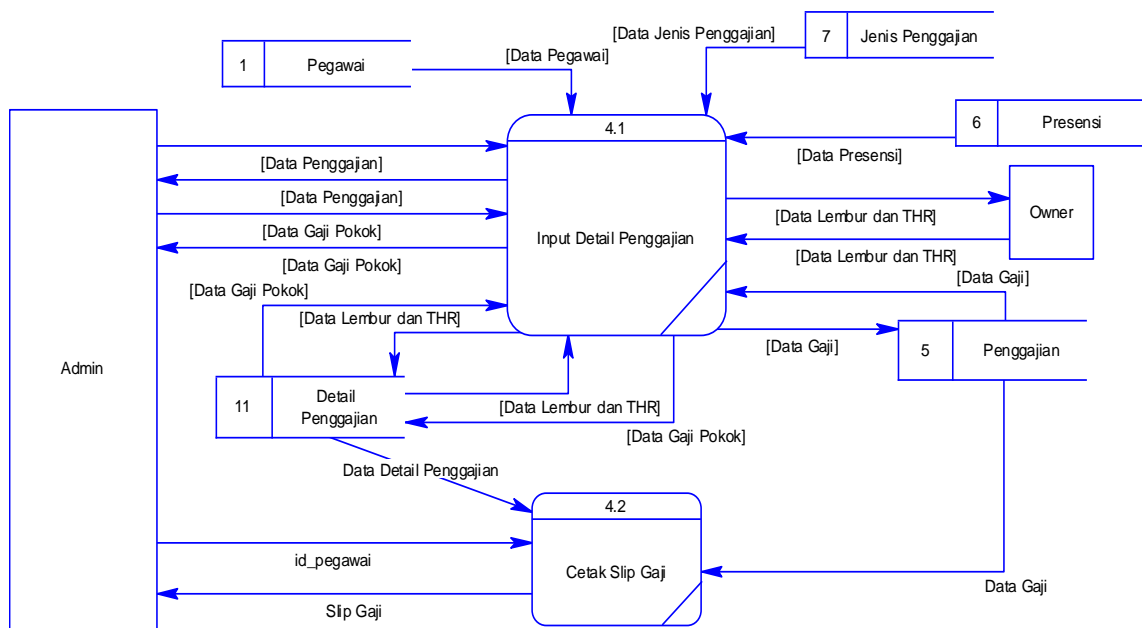 [Data Jenis Penggajian]
7
Jenis Penggajian
[Data Pegawai]
1
Pegawai
4.1
6
Presensi
[Data Penggajian]
[Data Presensi]
[Data Penggajian]
[Data Lembur dan THR]
Owner
[Data Gaji Pokok]
Input Detail Penggajian
[Data Lembur dan THR]
[Data Gaji Pokok]
[Data Gaji]
[Data Gaji Pokok]
[Data Lembur dan THR]
[Data Gaji]
5
Penggajian
Admin
11
Detail
Penggajian
[Data Lembur dan THR]
[Data Gaji Pokok]
Data Detail Penggajian
4.2
id_pegawai
Cetak Slip Gaji
Data Gaji
Slip Gaji